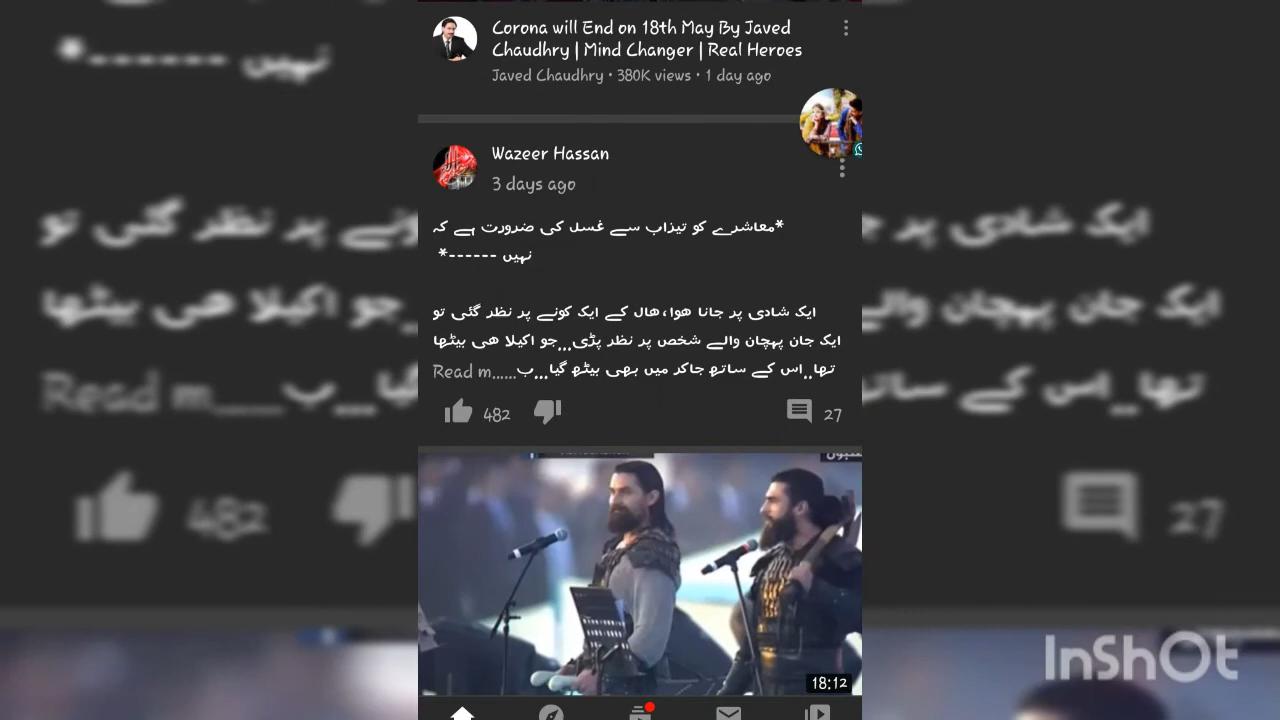 Corona will End on 18th May By Javed
Chaudhry | Mind Changer | Real Heroes
Javed Chaudhry • 380K views • 1 day ago
Wazeer Hassan
3 days ago
*معاشرے کو تیزاب سے غسل کی ضرورت ہے کہ
نہیں ------*
ایک شادی پر جانا ھوا،ھال کے ایک کونے پر نظر گئی تو
ایک جان پہچان والے شخص پر نظر پڑی,,,جو اکیلا ھی بیٹھا
تھا,,اس کے ساتھ جاکر میں بھی بیٹھ گیا,,,ب......Read m
482
27
18:12
InShOt